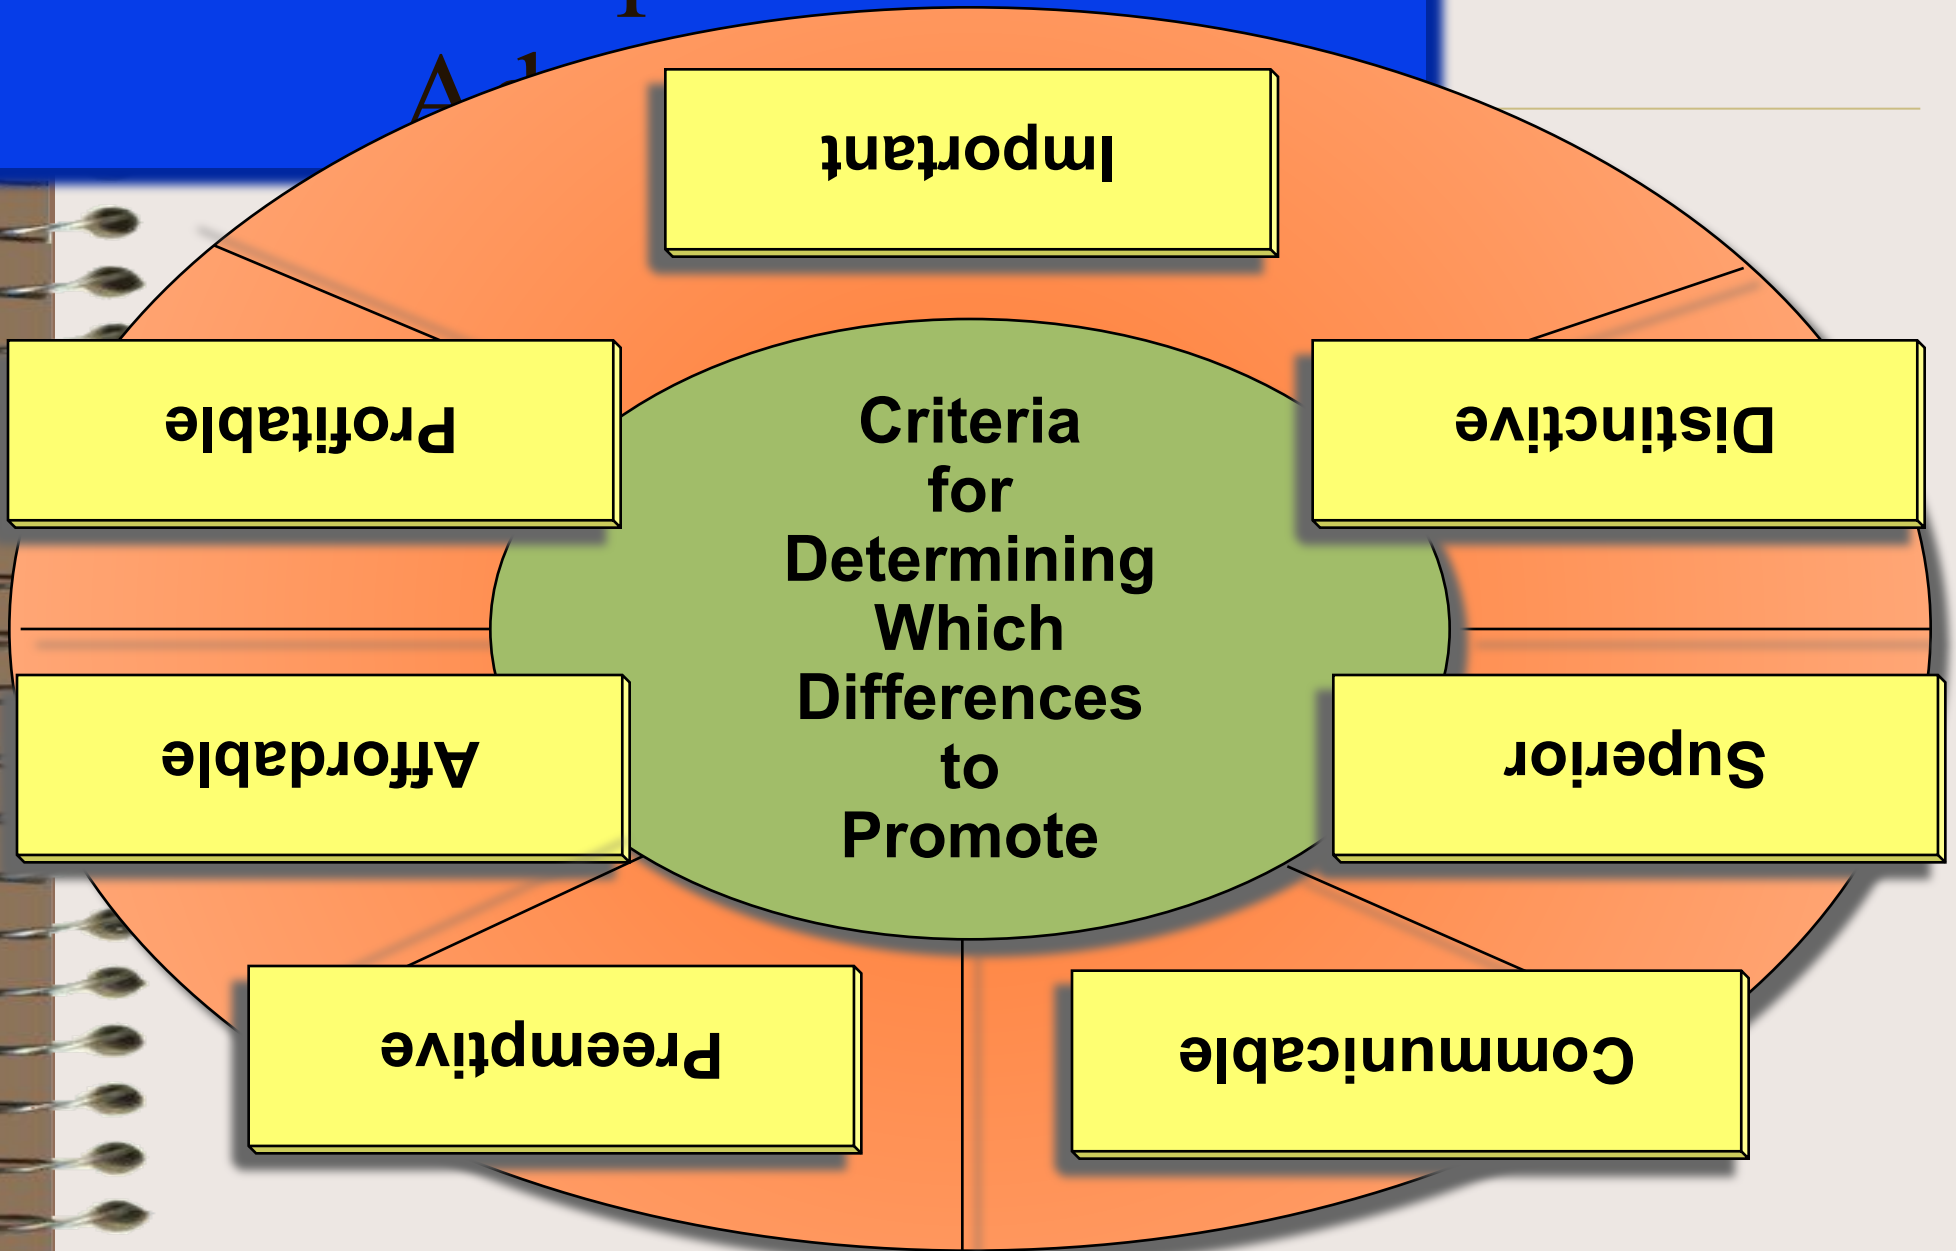 Important
Profitable
Distinctive
Criteria
for
Determining
Which
Differences
to
Promote
Affordable
Superior
Preemptive
Communicable